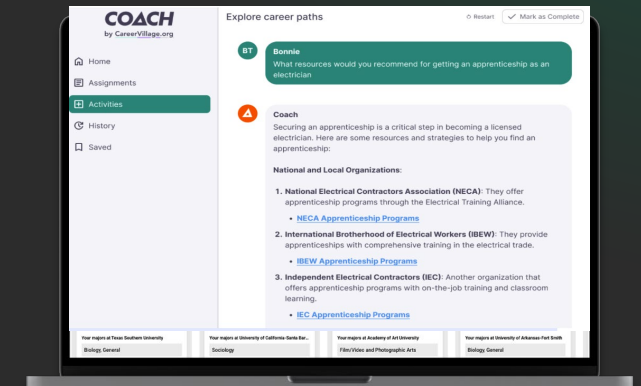 COACH
by CareerVillage.org
Home
Assignments
Activities
History
Saved
Explore career paths
Restart
Mark as Complete
BT
Bonnie
What resources would you recommend for getting an apprenticeship as an
electrician
Coach
Securing an apprenticeship is a critical step in becoming a licensed
electrician. Here are some resources and strategies to help you find an
apprenticeship:
National and Local Organizations:
1. National Electrical Contractors Association (NECA): They offer
apprenticeship programs through the Electrical Training Alliance.
• NECA Apprenticeship Programs
2. International Brotherhood of Electrical Workers (IBEW): They provide
apprenticeships with comprehensive training in the electrical trade.
• IBEW Apprenticeship Programs
3. Independent Electrical Contractors (IEC): Another organization that
offers apprenticeship programs with on-the-job training and classroom
learning.
• IEC Apprenticeship Programs
Your majors at Texas Southern University
Biology, General
Your majors at University of California-Santa Bar...
Sociology
Your majors at Academy of Art University
Film/Video and Photographic Arts
Your majors at University of Arkansas-Fort Smith
Biology, General